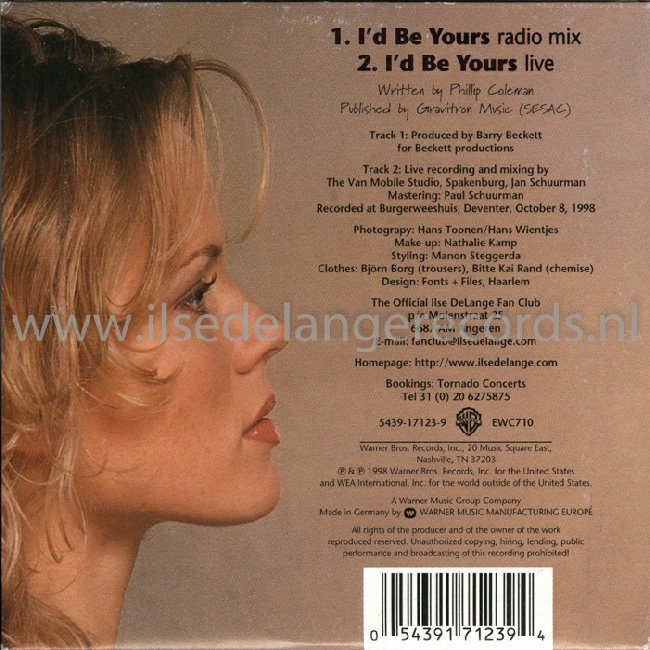 1. I'd Be Yours radio mix
2. I'd Be Yours live
Written by Phillip Coleman
Published by Gravitron Music (SESAC)
Track 1: Produced by Barry Beckett
for Beckett productions
Track 2: Live recording and mixing by
The Van Mobile Studio, Spakenburg, Jan Schuurman
Mastering: Paul Schuurman
Recorded at Burgerweeshuis, Deventer, October 8, 1998
Photograpy: Hans Toonen/Hans Wientjes
Make-up: Nathalie Kamp
Styling: Manon Steggerda
Clothes: Björn Borg (trousers), Bitte Kai Rand (chemise)
Design: Fonts + Files, Haarlem
The Official Ilse DeLange Fan Club
p/a Molenstraat 25
www.ilsedelangerecords.nl
Angeren
E-mail: fanclub@ilsedelange.com
Homepage: http://www.ilsedelange.com
Bookings: Tornado Concerts
Tel 31 (0) 20 6275875
5439-17123-9 WB EWC710
Warner Bros. Records, Inc., 20 Music Square East,
Nashville, TN 37203.
℗ & ℗ 1998 Warner Bros. Records, Inc. for the United States
and WEA International, Inc. for the world outside of the United States.
A Warner Music Group Company
Made in Germany by WARNER MUSIC MANUFACTURING EUROPE
All rights of the producer and of the owner of the work
reproduced reserved. Unauthorized copying, hiring, lending, public
performance and broadcasting of this recording prohibited!
0 54391 71239 4